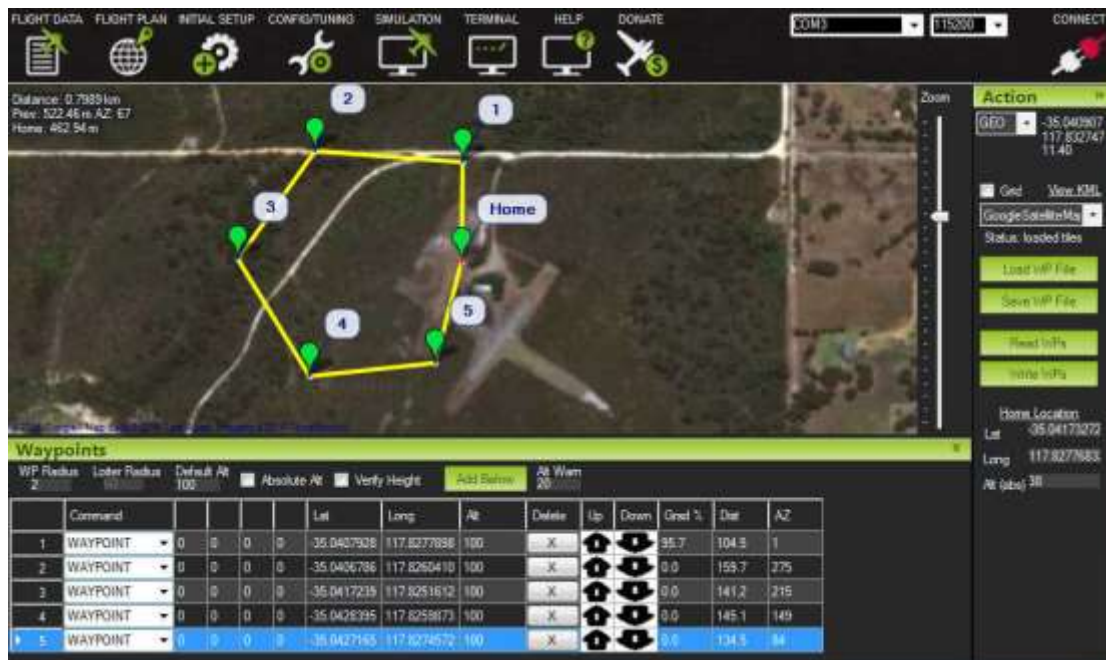 FLIGHT DATA FLIGHT PLAN INITIAL SETUP CONFIG/TUNING SIMULATION TERMINAL HELP DONATE COM3 115200 CONNECT
Distance: 0.7989 km
Prev: 522.46 m AZ: 67
Home: 462.94 m
2
1
3
Home
4
5
Zoom
Action
GEO -35.040907
117.832747
11.40
Grid View KML
GoogleSatelliteMa
Status: loaded tiles
Load WP File
Save WP File
Read WPs
Write WPs
Home Location
Lat -35.04173272
Long 117.8277683
Alt (abs) 38
Waypoints
WP Radius Loiter Radius Default Alt Alt Warn
2 100 Absolute Alt Verify Height Add Below 20
Command Lat Long Alt Delete Up Down Grad % Dist AZ
1 WAYPOINT 0 0 0 0 -35.0407928 117.8277898 100 X 95.7 104.5 1
2 WAYPOINT 0 0 0 0 -35.0406786 117.8260410 100 X 0.0 159.7 275
3 WAYPOINT 0 0 0 0 -35.0417239 117.8251612 100 X 0.0 141.2 215
4 WAYPOINT 0 0 0 0 -35.0428395 117.8259873 100 X 0.0 145.1 149
5 WAYPOINT 0 0 0 0 -35.0427165 117.8274572 100 X 0.0 134.5 84